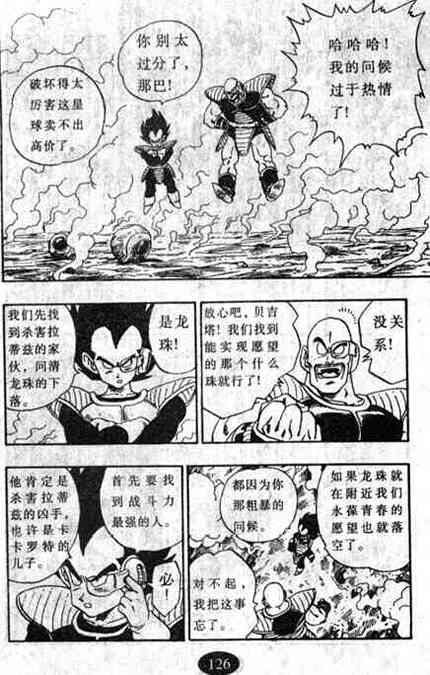 哈哈哈!
我的问候
过于热情
了!
你别太
过分了,
那巴!
破坏得太
厉害这星
球卖不出
高价了。
没关
系!
放心吧,贝吉
塔!我们找到
能实现愿望
的那个什么
珠就行了!
是龙
珠!
我们先找
到杀害拉
蒂兹的家
伙,问清
龙珠的下
落。
如果龙珠就
在附近我们
永葆青春的
愿望也就落
空了。
都因为你
那粗暴的
问候。
对不起,
我把这事
忘了。
首先要找
到战斗力
最强的人。
必!
他肯定是
杀害拉蒂
兹的凶手,
也许是卡
卡罗特的
儿子。
126